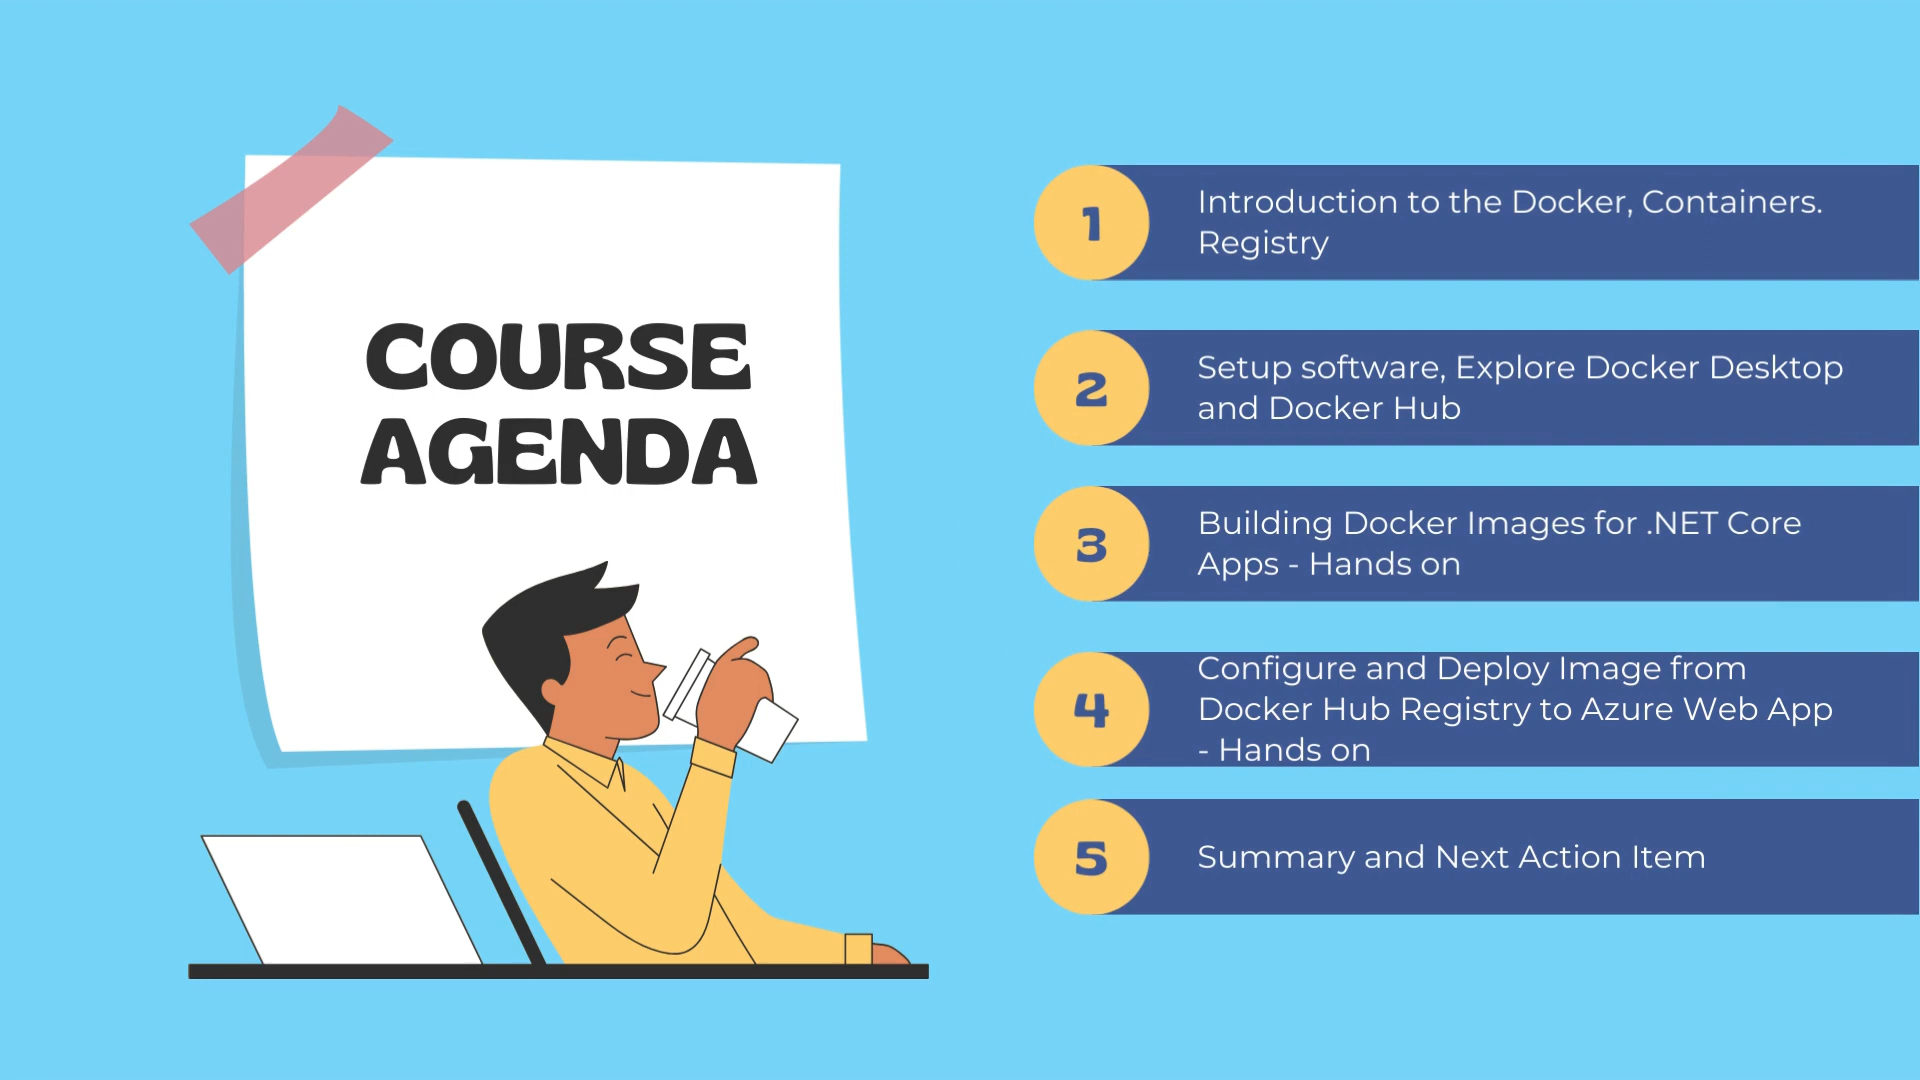 COURSE
AGENDA
1
Introduction to the Docker, Containers.
Registry
2
Setup software, Explore Docker Desktop
and Docker Hub
3
Building Docker Images for .NET Core
Apps - Hands on
4
Configure and Deploy Image from
Docker Hub Registry to Azure Web App
- Hands on
5
Summary and Next Action Item